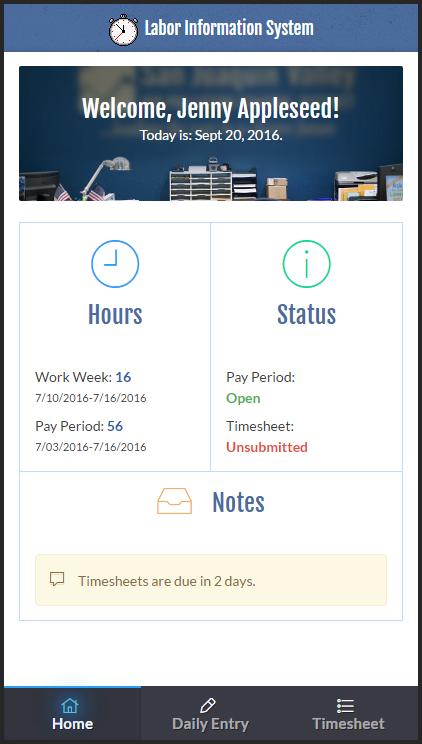 Labor Information System
Welcome, Jenny Appleseed!
Today is: Sept 20, 2016.
Hours
Work Week: 16
7/10/2016-7/16/2016
Pay Period: 56
7/03/2016-7/16/2016
Status
Pay Period:
Open
Timesheet:
Unsubmitted
Notes
Timesheets are due in 2 days.
Home
Daily Entry
Timesheet